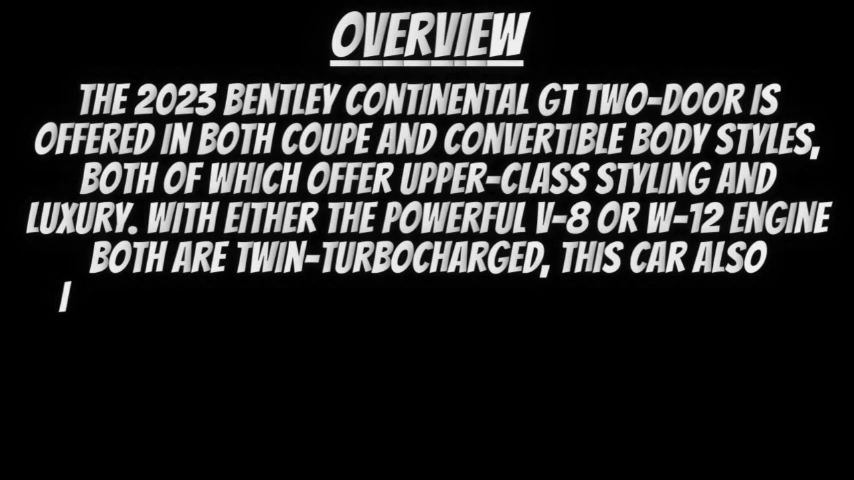 OVERVIEW
THE 2023 BENTLEY CONTINENTAL GT TWO-DOOR IS
OFFERED IN BOTH COUPE AND CONVERTIBLE BODY STYLES,
BOTH OF WHICH OFFER UPPER-CLASS STYLING AND
LUXURY. WITH EITHER THE POWERFUL V-8 OR W-12 ENGINE
BOTH ARE TWIN-TURBOCHARGED, THIS CAR ALSO